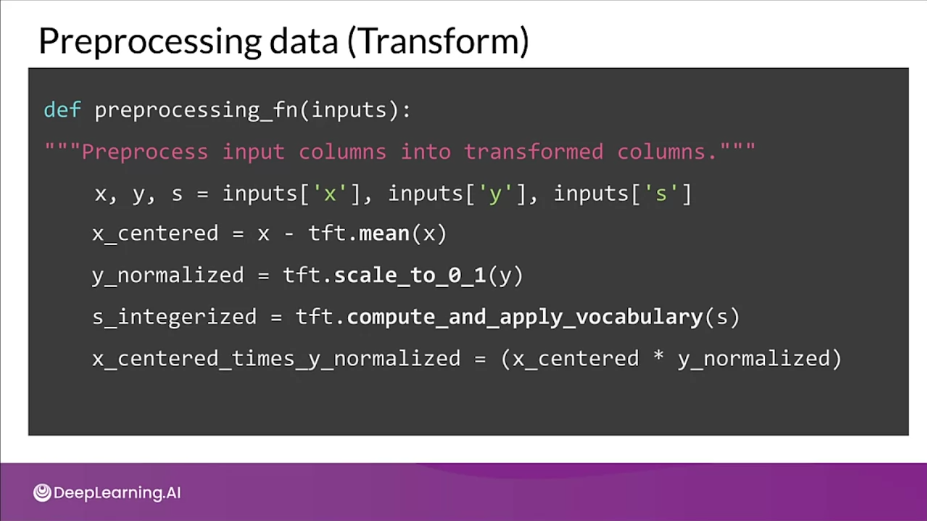 Preprocessing data (Transform)
def preprocessing_fn(inputs):
"""Preprocess input columns into transformed columns."""
x, y, s = inputs['x'], inputs['y'], inputs['s']
x_centered = x - tft.mean(x)
y_normalized = tft.scale_to_0_1(y)
s_integerized = tft.compute_and_apply_vocabulary(s)
x_centered_times_y_normalized = (x_centered * y_normalized)
DeepLearning.AI